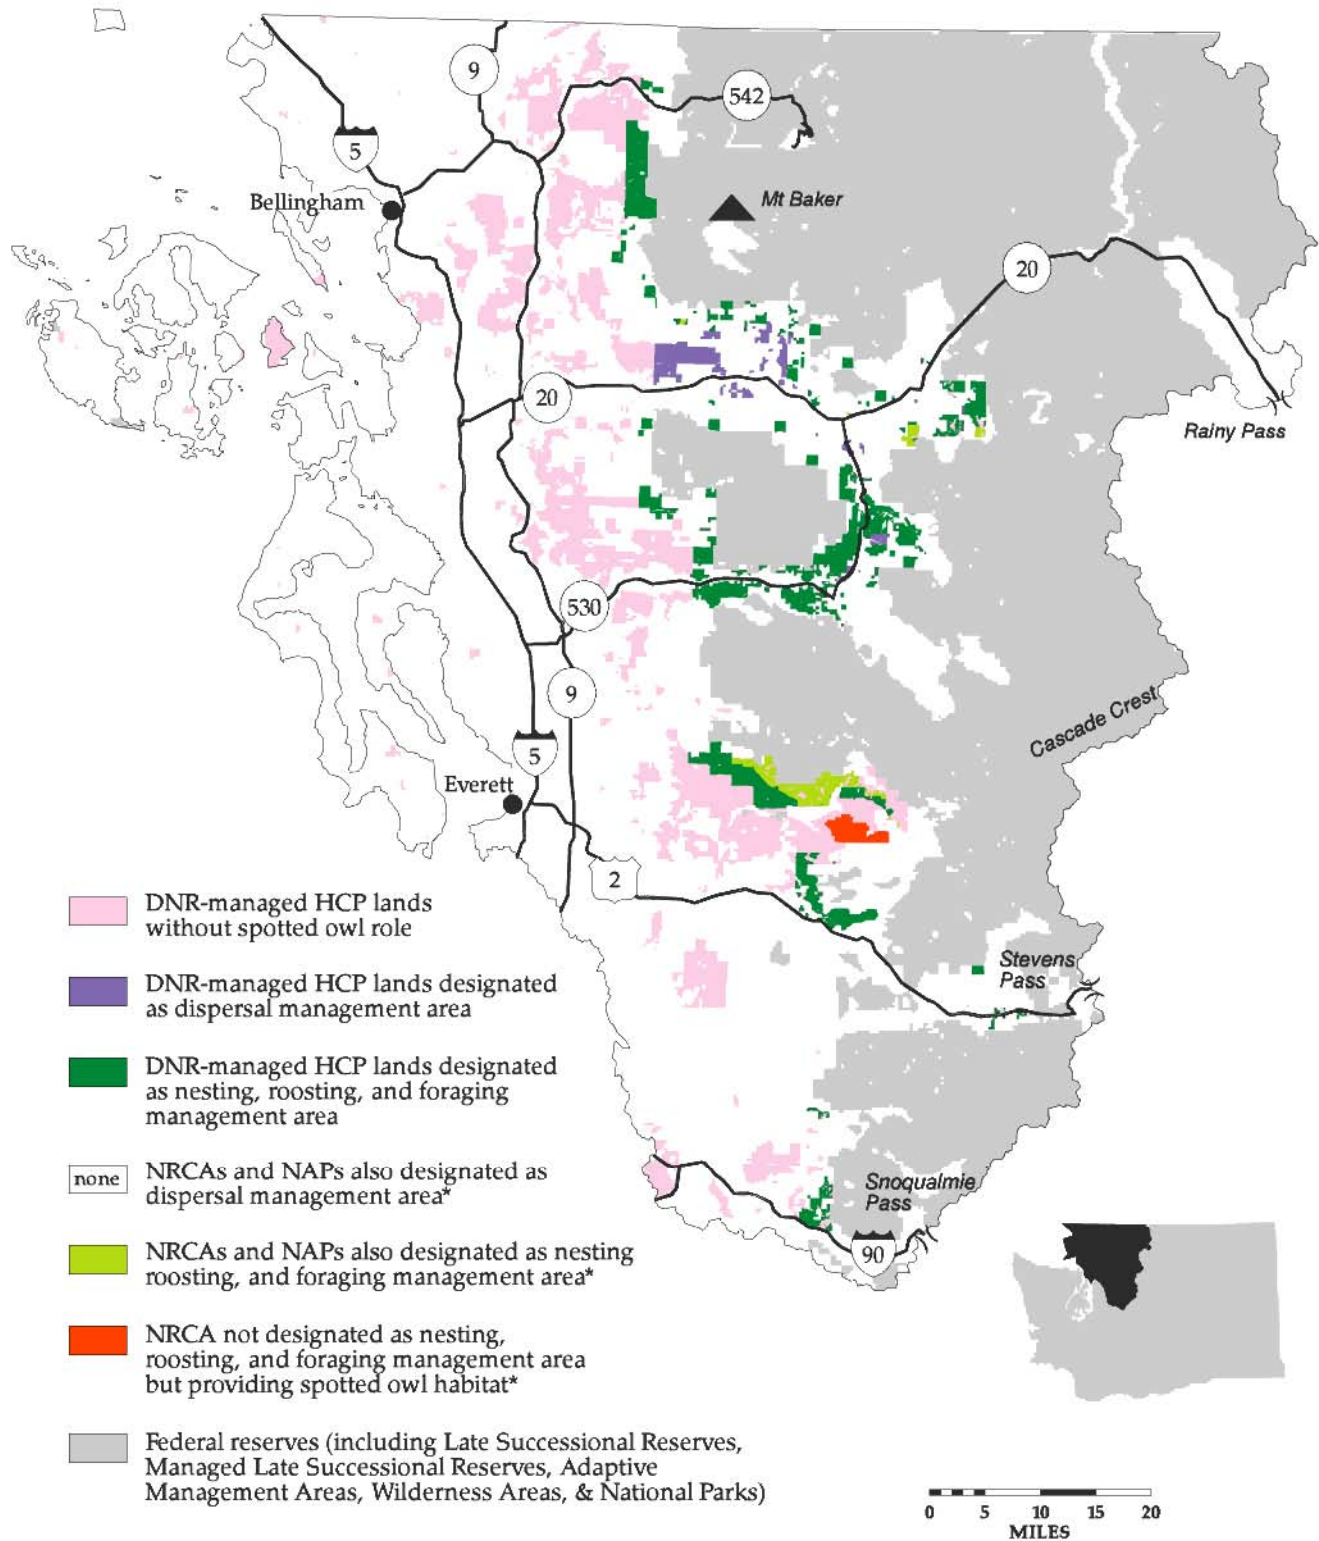 9
542
5
Bellingham
Mt Baker
20
20
Rainy Pass
530
9
Cascade Crest
5
Everett
2
DNR-managed HCP lands
without spotted owl role
Stevens
Pass
DNR-managed HCP lands designated
as dispersal management area
DNR-managed HCP lands designated
as nesting, roosting, and foraging
management area
none
NRCAs and NAPs also designated as
dispersal management area*
Snoqualmie
Pass
90
NRCAs and NAPs also designated as nesting
roosting, and foraging management area*
NRCA not designated as nesting,
roosting, and foraging management area
but providing spotted owl habitat*
Federal reserves (including Late Successional Reserves,
Managed Late Successional Reserves, Adaptive
Management Areas, Wilderness Areas, & National Parks)
0 5 10 15 20
MILES